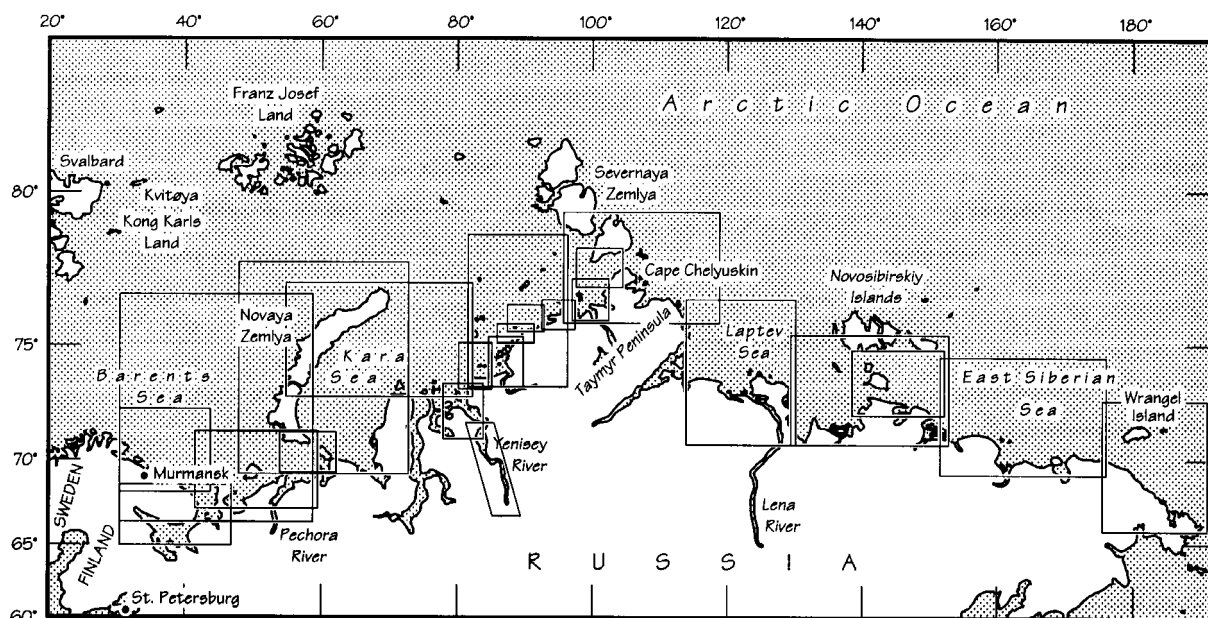 20° 40° 60° 80° 100° 120° 140° 160° 180°
Franz Josef
Land
Arctic Ocean
Svalbard
Severnaya
Zemlya
80°
Kvitøya
Kong Karls
Land
Cape Chelyuskin
Novosibirskiy
Islands
Novaya
Zemlya
75°
Kara
Sea
Taymyr Peninsula
Laptev
Sea
Barents
Sea
East Siberian
Sea
Wrangel
Island
70°
Murmansk
Yenisey
River
SWEDEN
Lena
River
Pechora
River
65°
FINLAND
RUSSIA
St. Petersburg
60°